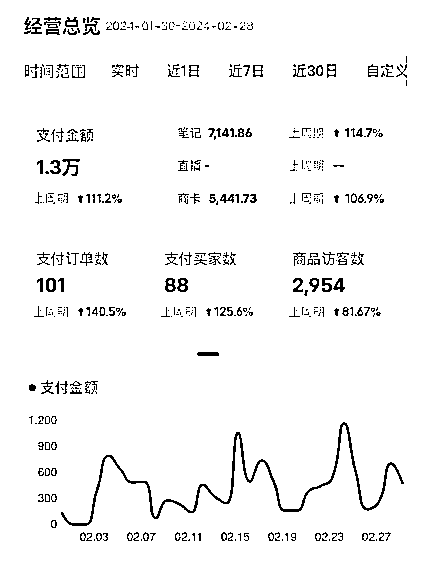 经营总览 2024-01-30-2024-02-28
时间范围 实时 近1日 近7日 近30日 自定义
支付金额
1.3万
上周期 ↑111.2%
笔记 7,141.86 上周期 ↑ 114.7%
直播 - 上周期 ↑ --
商卡 5,441.73 上周期 ↑ 106.9%
支付订单数 支付买家数 商品访客数
101 88 2,954
上周期 ↑140.5% 上周期 ↑125.6% 上周期 ↑81.67%
支付金额
1,200
900
600
300
0
02.03 02.07 02.11 02.15 02.19 02.23 02.27